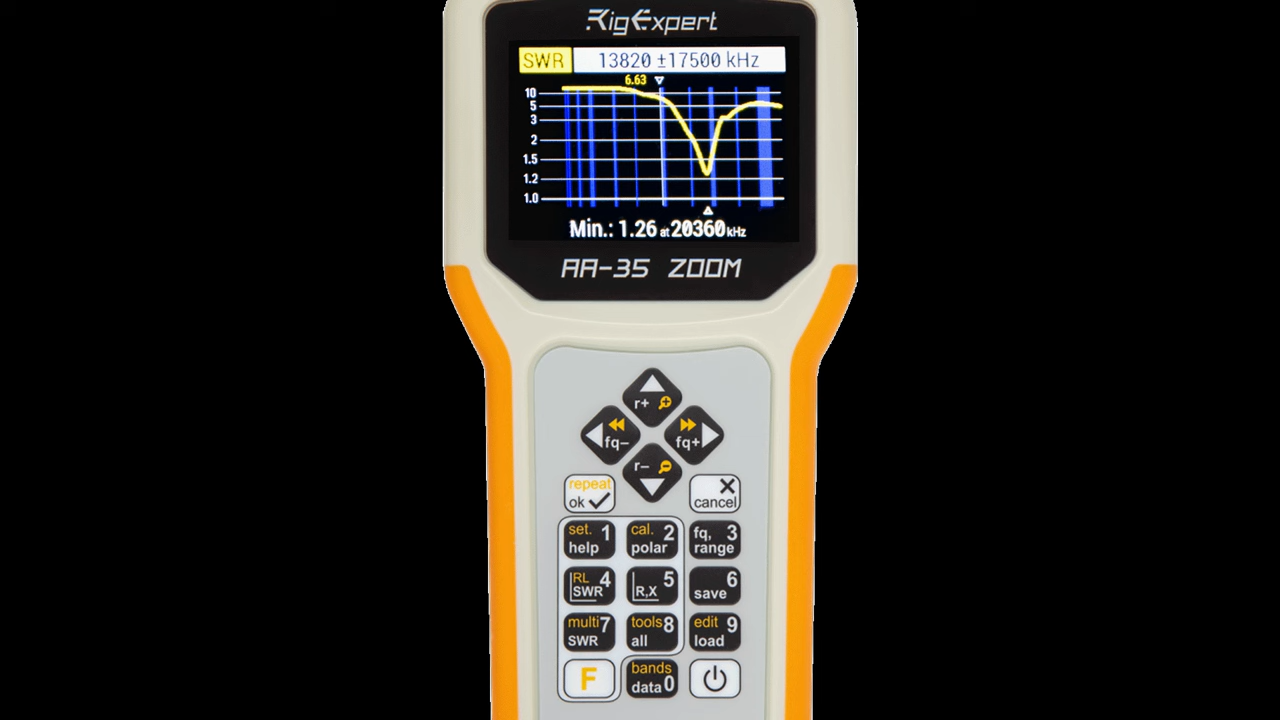 RigExpert
SWR 13820 ±17500 kHz
6.63
10
5
3
2
1.5
1.2
1.0
Min.: 1.26 at 20360 kHz
AA-35 ZOOM
r+
fq−
fq+
r−
repeat
ok
cancel
set. 1
help
cal. 2
polar
fq, 3
range
RL 4
SWR
5
R,X
6
save
multi 7
SWR
tools 8
all
edit 9
load
F
bands
data 0